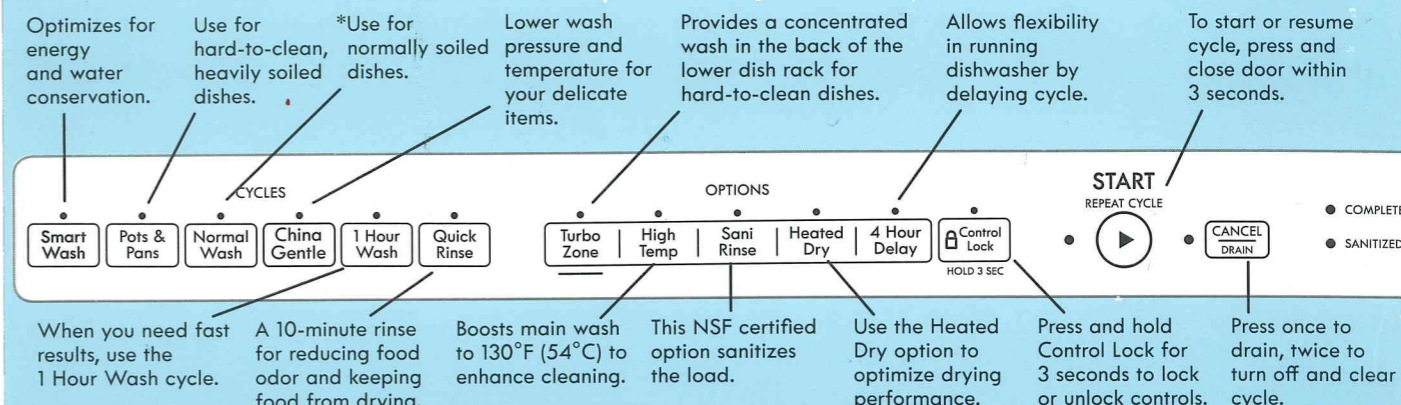 Optimizes for
energy
and water
conservation.
Use for
hard-to-clean,
heavily soiled
dishes.
*Use for
normally soiled
dishes.
Lower wash
pressure and
temperature for
your delicate
items.
Provides a concentrated
wash in the back of the
lower dish rack for
hard-to-clean dishes.
Allows flexibility
in running
dishwasher by
delaying cycle.
To start or resume
cycle, press and
close door within
3 seconds.
CYCLES
Smart
Wash
Pots &
Pans
Normal
Wash
China
Gentle
1 Hour
Wash
Quick
Rinse
OPTIONS
Turbo
Zone
High
Temp
Sani
Rinse
Heated
Dry
4 Hour
Delay
Control
Lock
HOLD 3 SEC
START
REPEAT CYCLE
CANCEL
DRAIN
COMPLETE
SANITIZED
When you need fast
results, use the
1 Hour Wash cycle.
A 10-minute rinse
for reducing food
odor and keeping
food from drying.
Boosts main wash
to 130°F (54°C) to
enhance cleaning.
This NSF certified
option sanitizes
the load.
Use the Heated
Dry option to
optimize drying
performance.
Press and hold
Control Lock for
3 seconds to lock
or unlock controls.
Press once to
drain, twice to
turn off and clear
cycle.